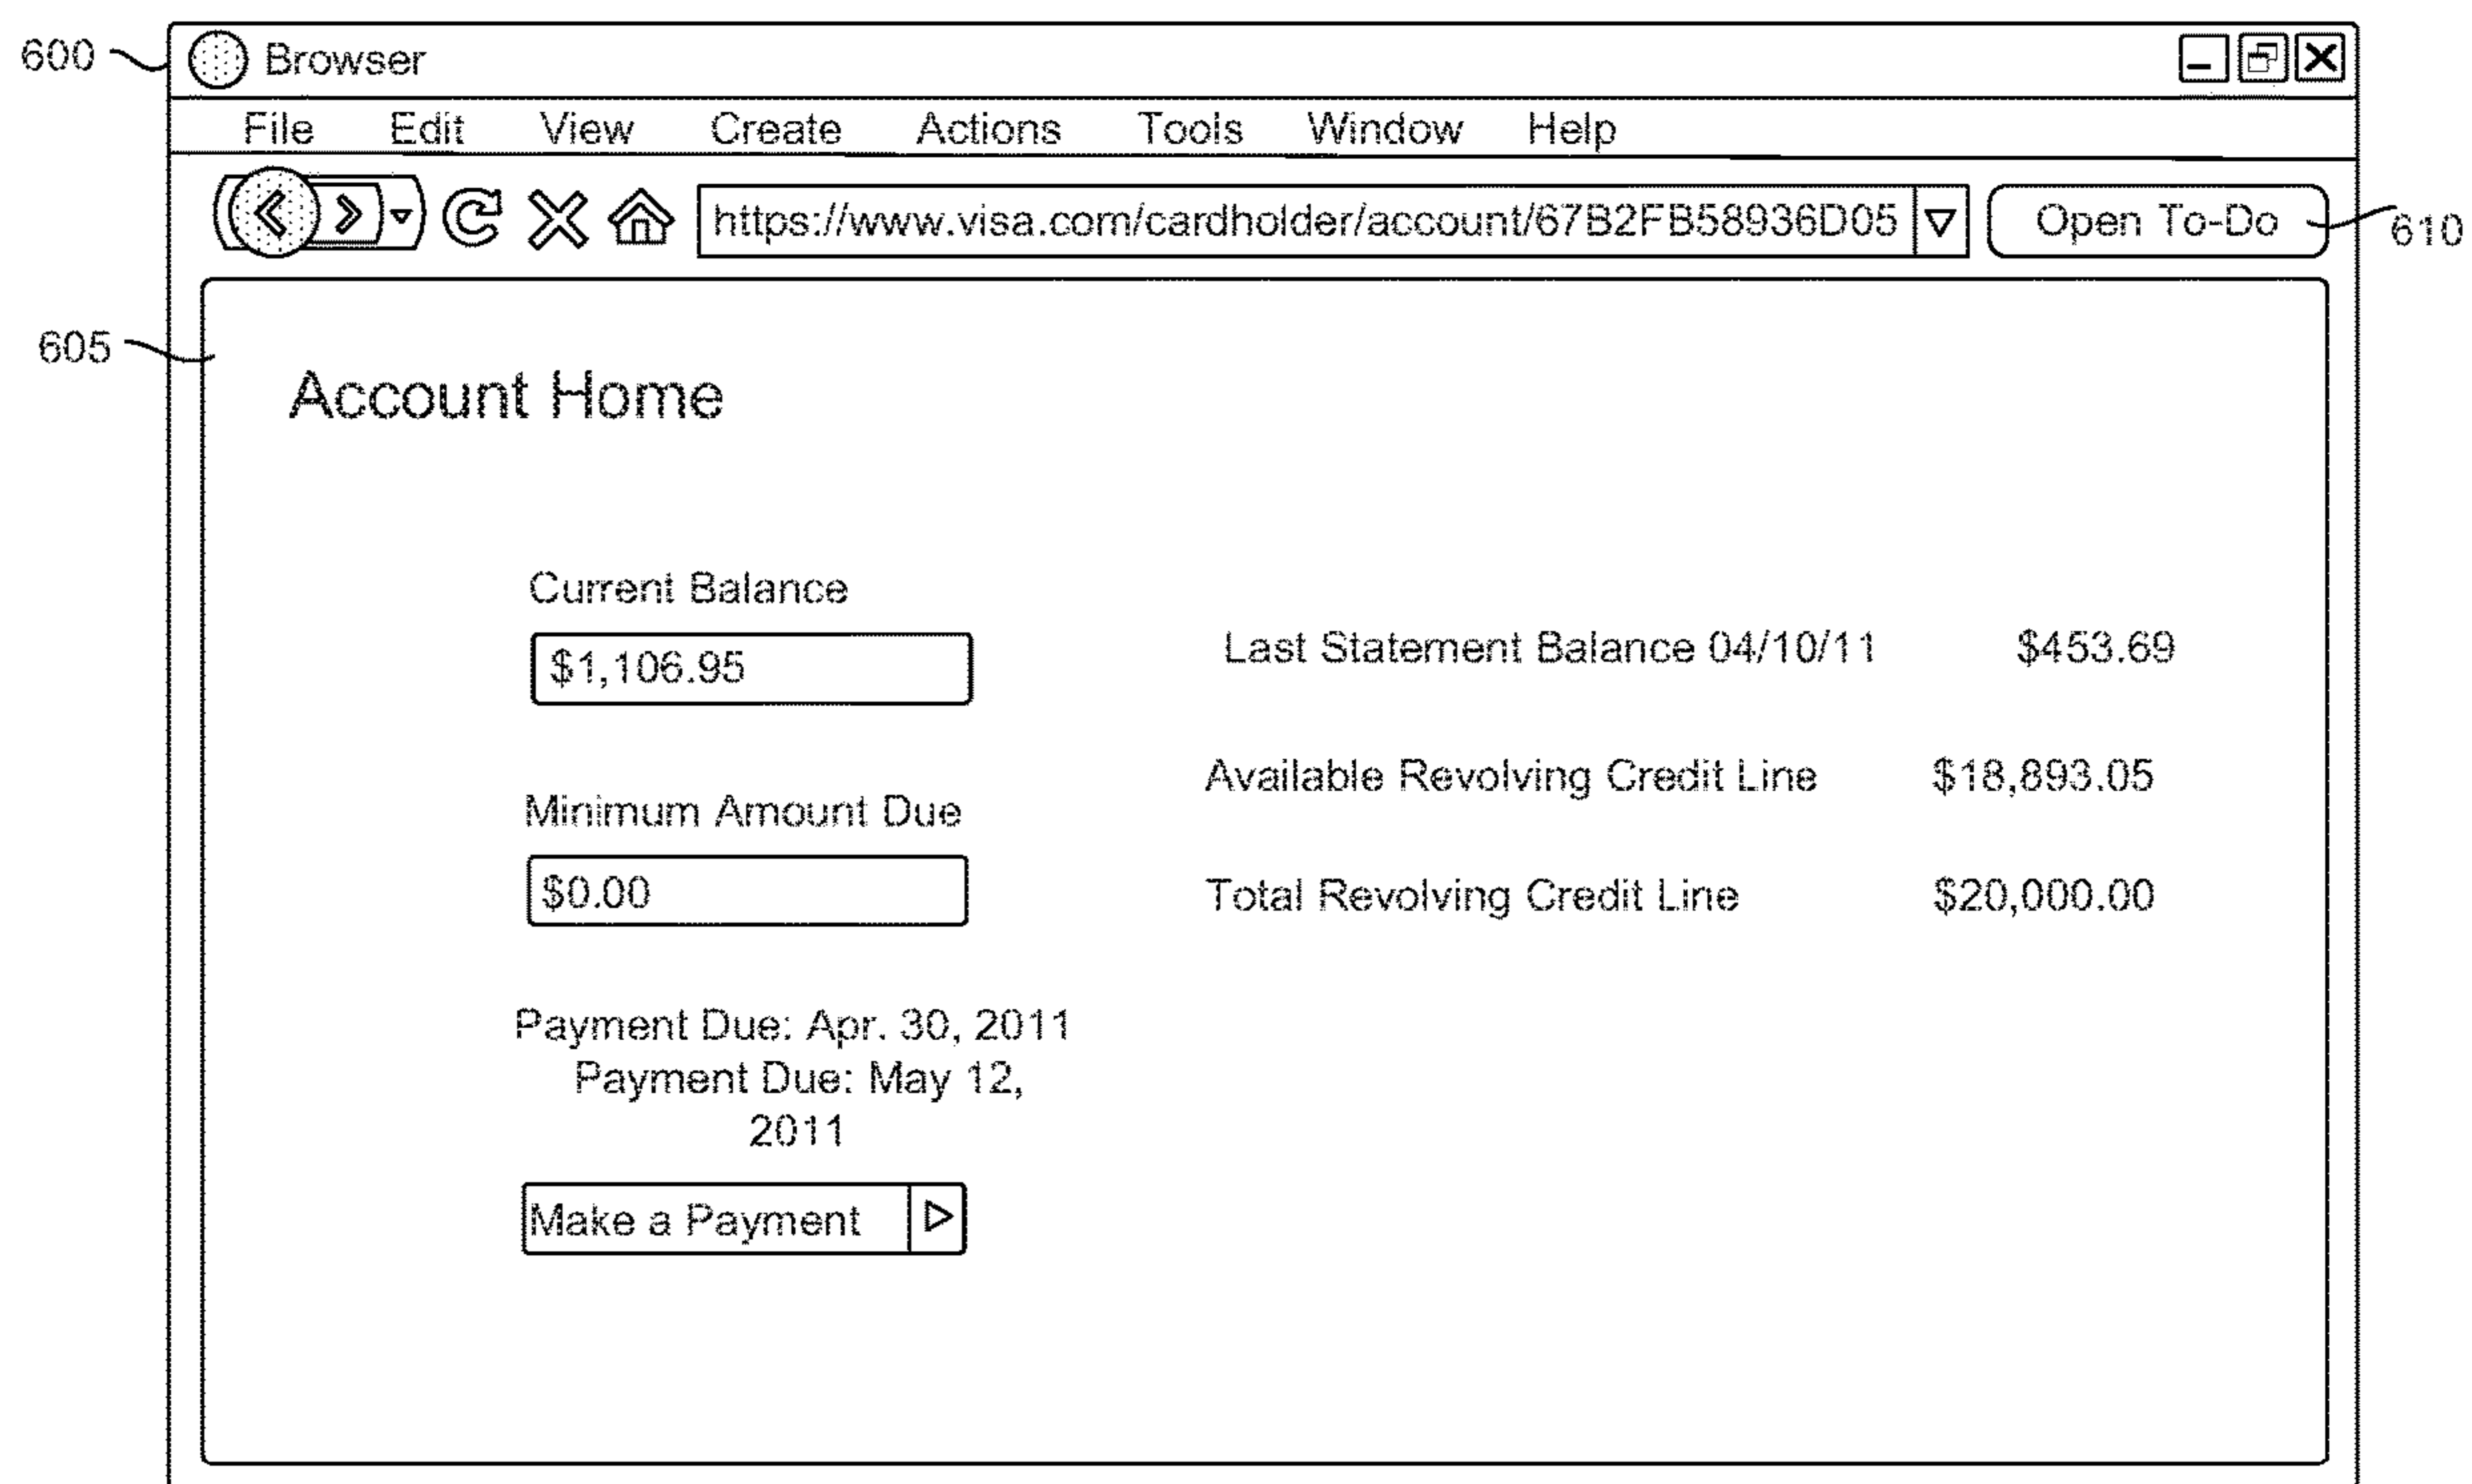 600
Browser
File Edit View Create Actions Tools Window Help
https://www.visa.com/cardholder/account/67B2FB58936D05
Open To-Do
610
605
Account Home
Current Balance
$1,106.95
Minimum Amount Due
$0.00
Payment Due: Apr. 30, 2011
Payment Due: May 12,
2011
Make a Payment
Last Statement Balance 04/10/11 $453.69
Available Revolving Credit Line $18,893.05
Total Revolving Credit Line $20,000.00